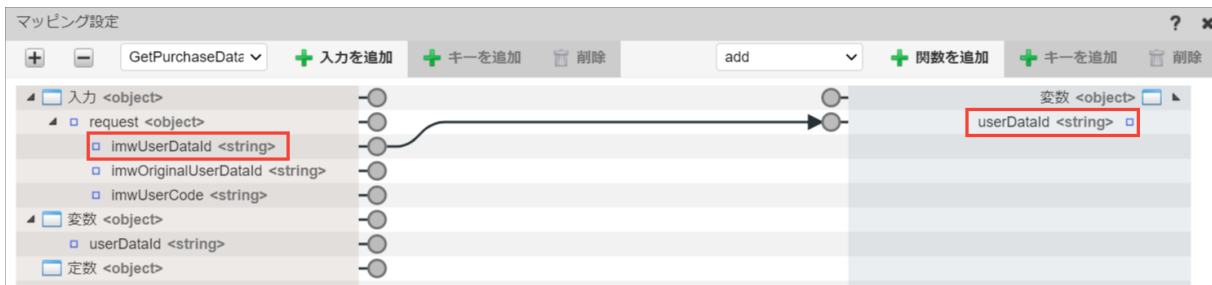 マッピング設定 ?
GetPurchaseData 入力を追加 キーを追加 削除 add 関数を追加 キーを追加 削除
入力 <object> 変数 <object>
request <object> userDataId <string>
imwUserDataId <string>
imwOriginalUserDataId <string>
imwUserCode <string>
変数 <object>
userDataId <string>
定数 <object>